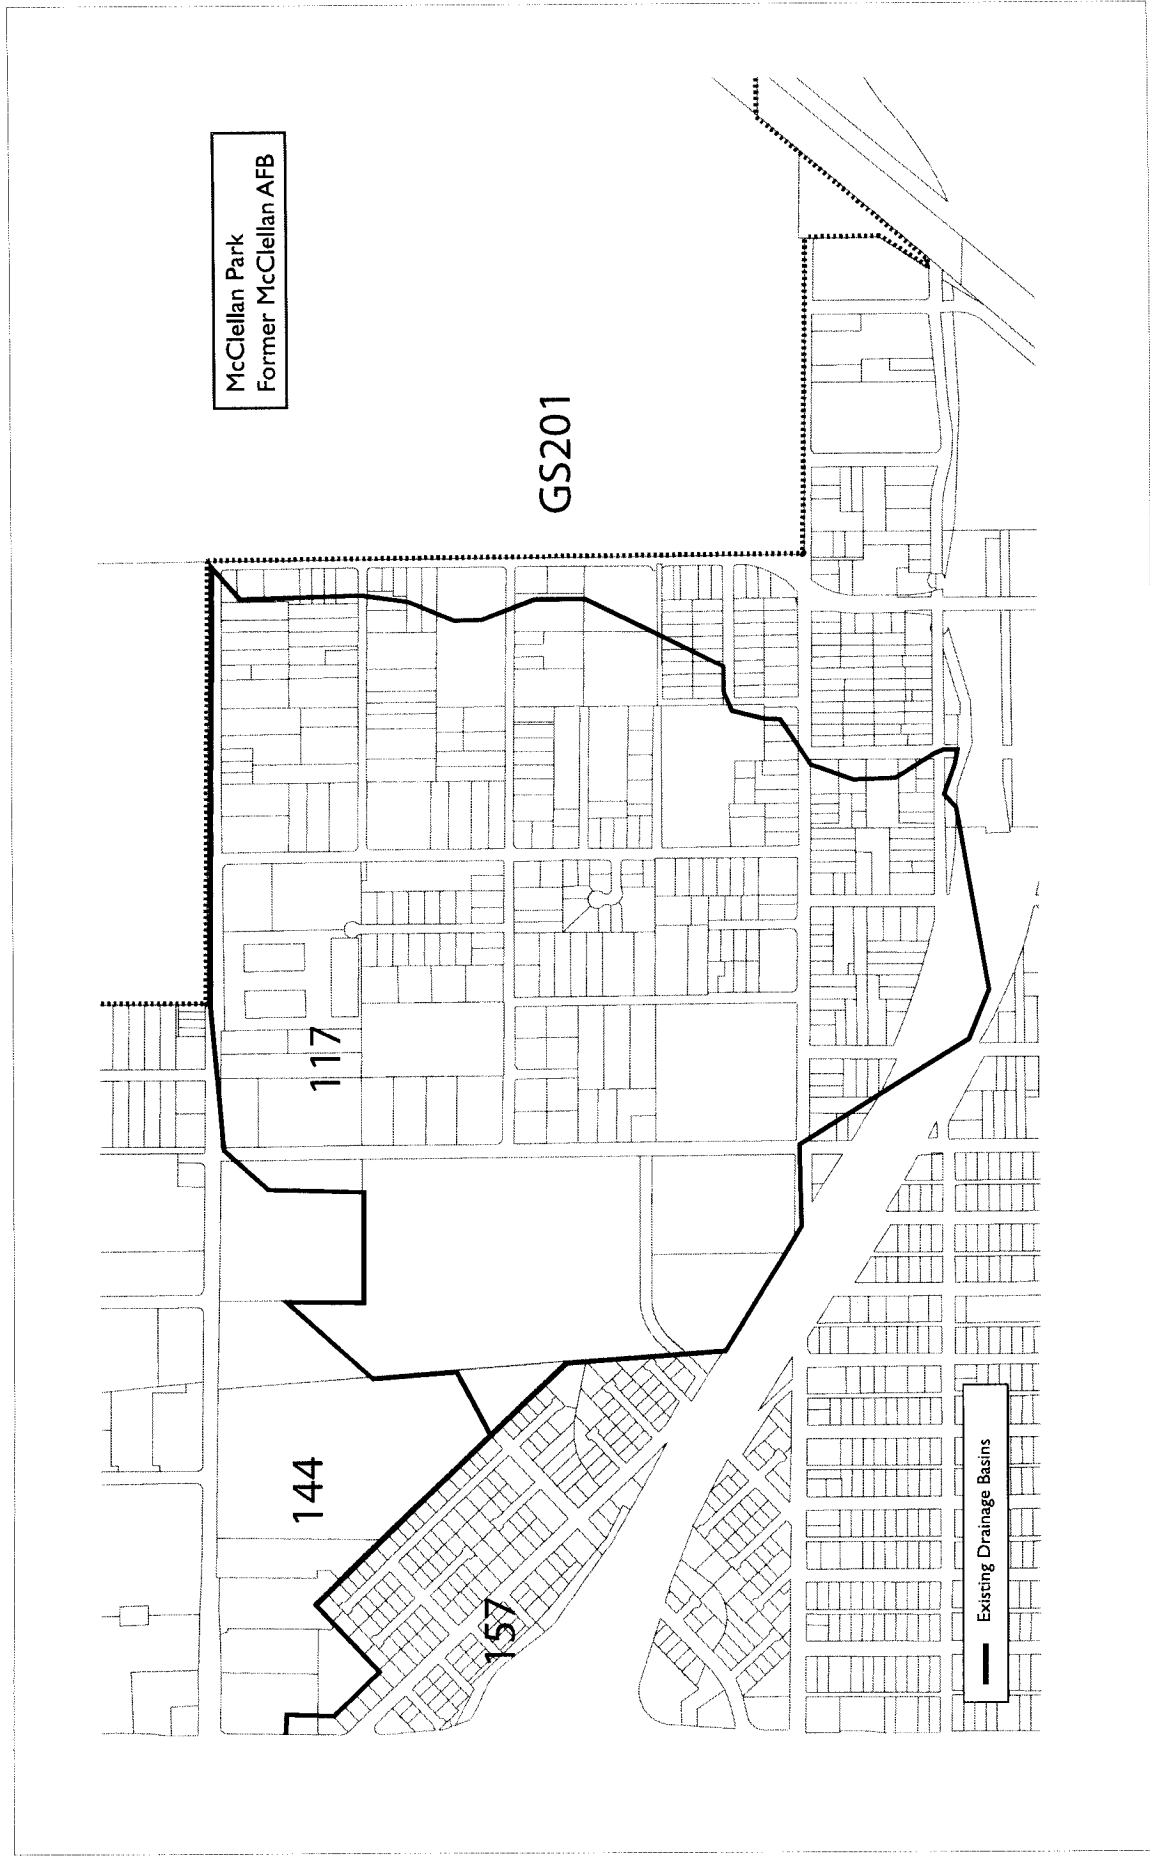 McClellan Park
Former McClellan AFB
GS201
117
144
157
Existing Drainage Basins